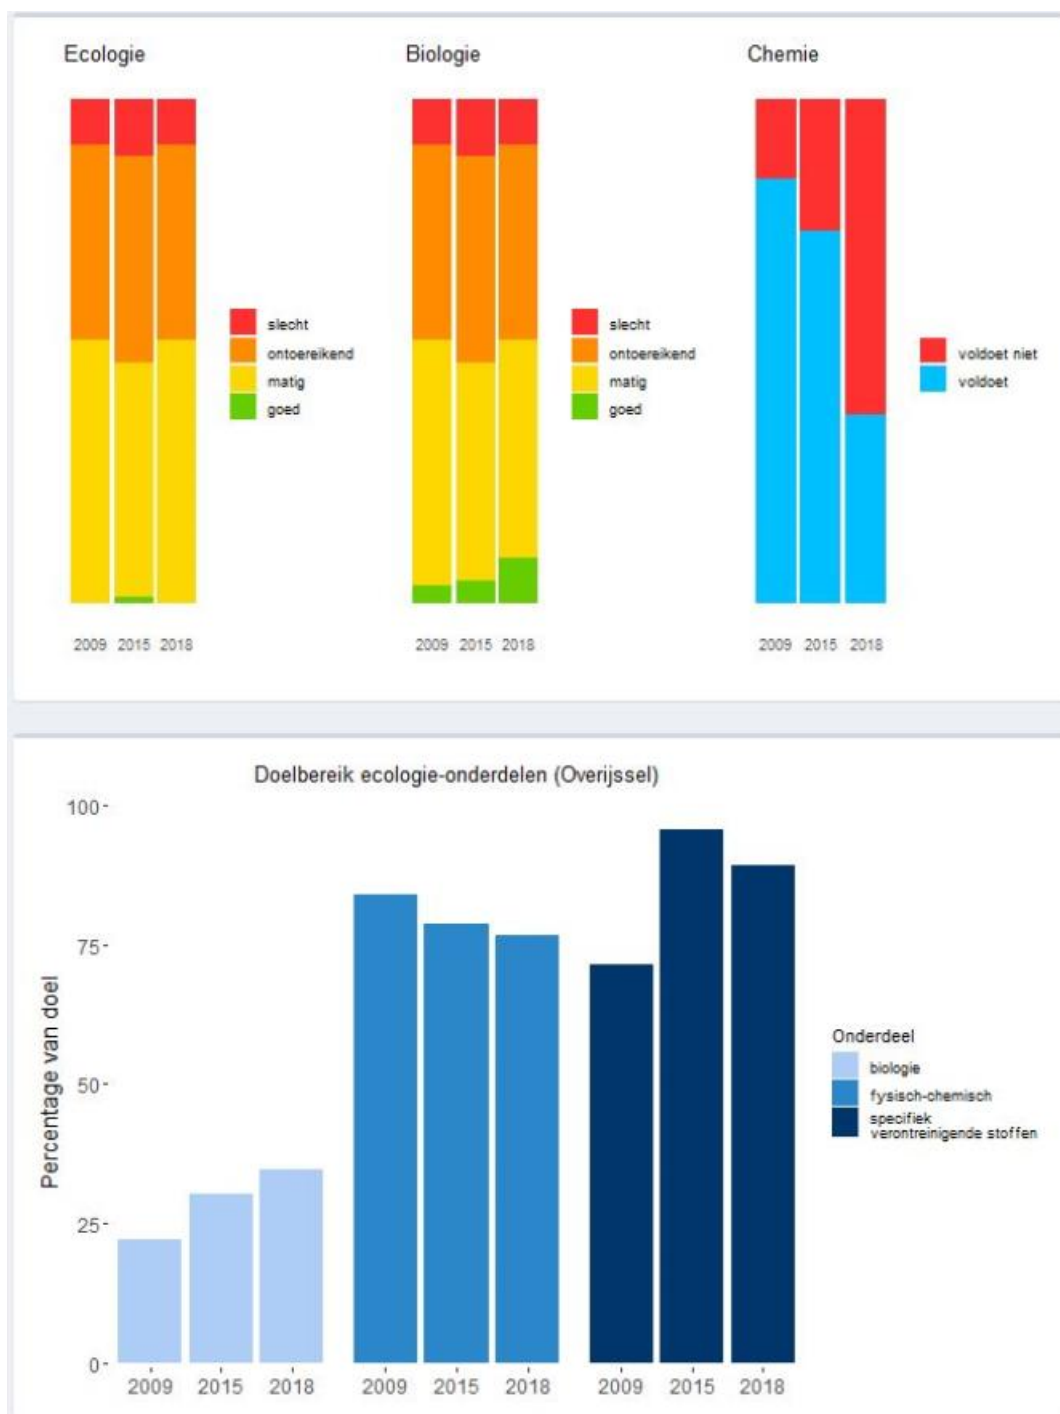 Ecologie
Biologie
Chemie
slecht
ontoereikend
matig
goed
2009 2015 2018
slecht
ontoereikend
matig
goed
2009 2015 2018
voldoet niet
voldoet
2009 2015 2018
Doelbereik ecologie-onderdelen (Overijssel)
Percentage van doel
100
75
50
25
0
2009 2015 2018 2009 2015 2018 2009 2015 2018
Onderdeel
biologie
fysisch-chemisch
specifiek
verontreinigende stoffen